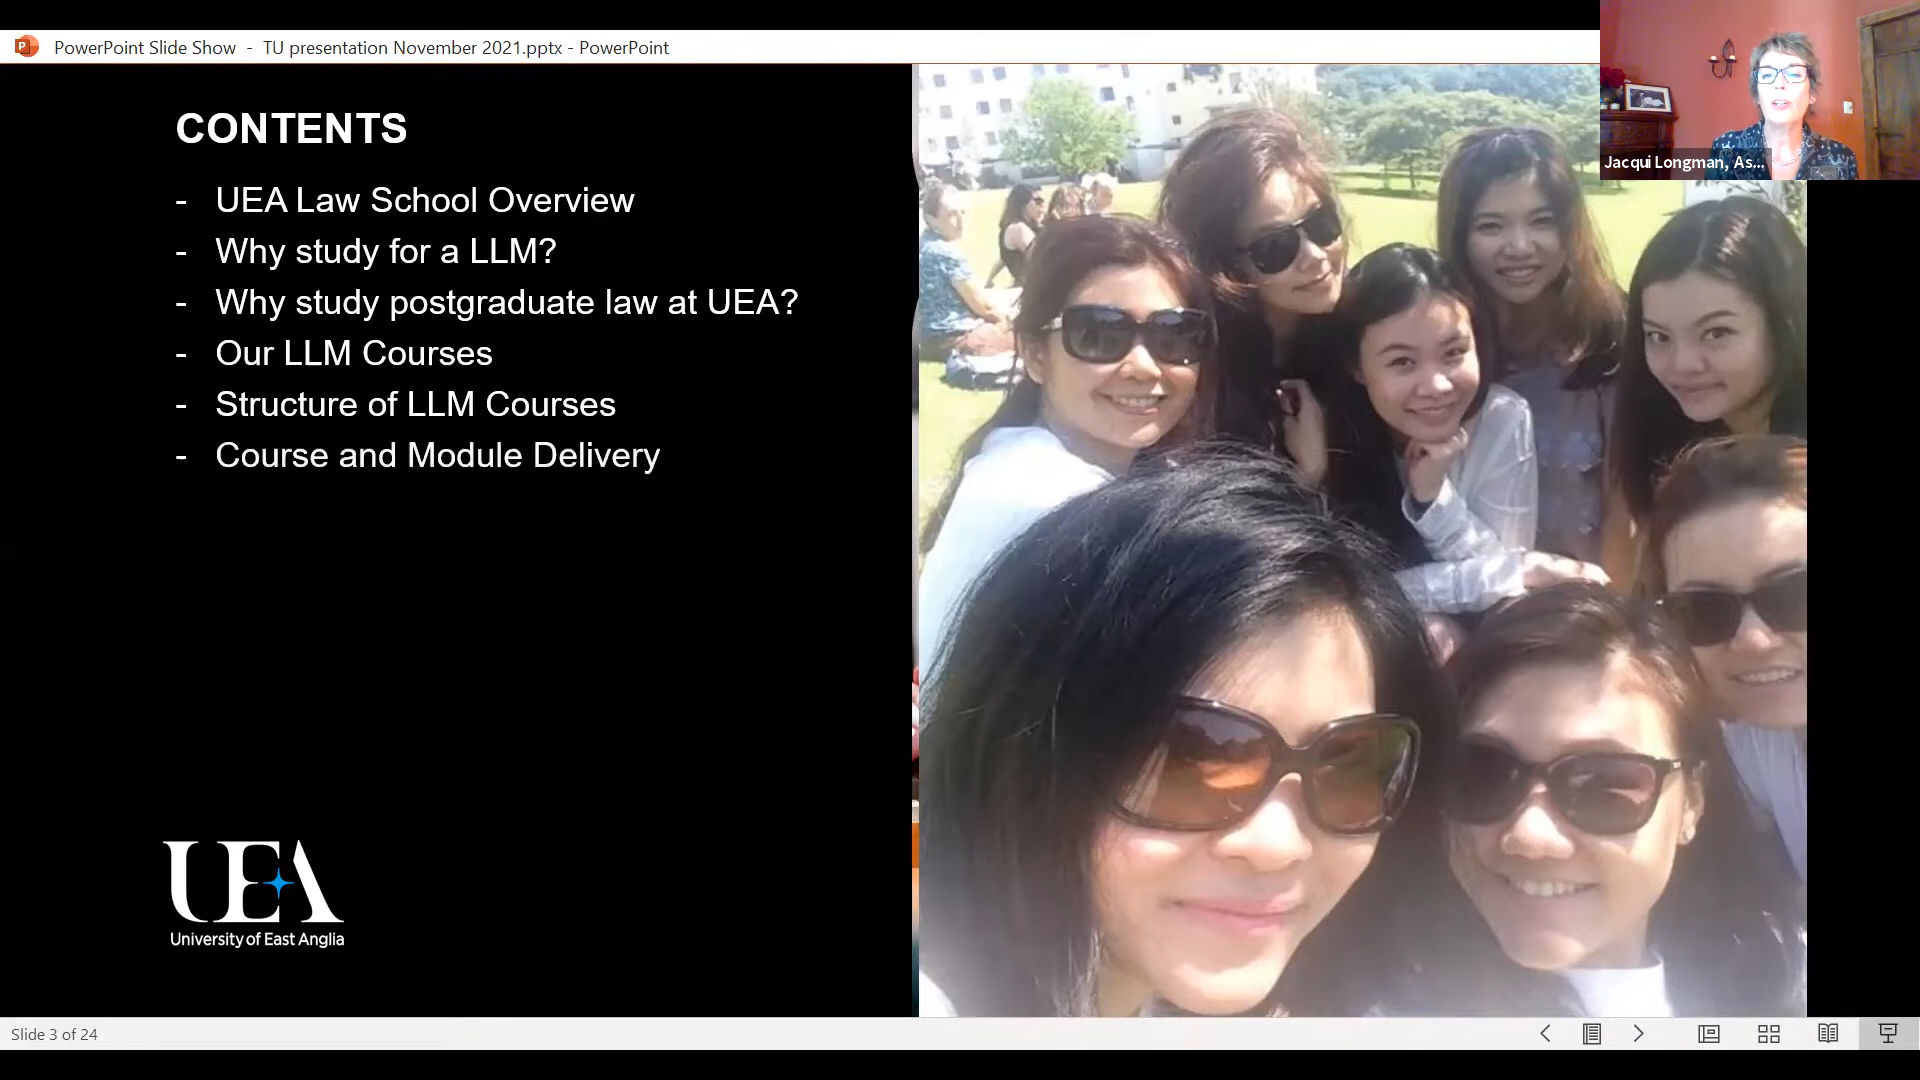 PowerPoint Slide Show - TU presentation November 2021.pptx - PowerPoint
Jacqui Longman, As...
CONTENTS
- UEA Law School Overview
- Why study for a LLM?
- Why study postgraduate law at UEA?
- Our LLM Courses
- Structure of LLM Courses
- Course and Module Delivery
UEA
University of East Anglia
Slide 3 of 24